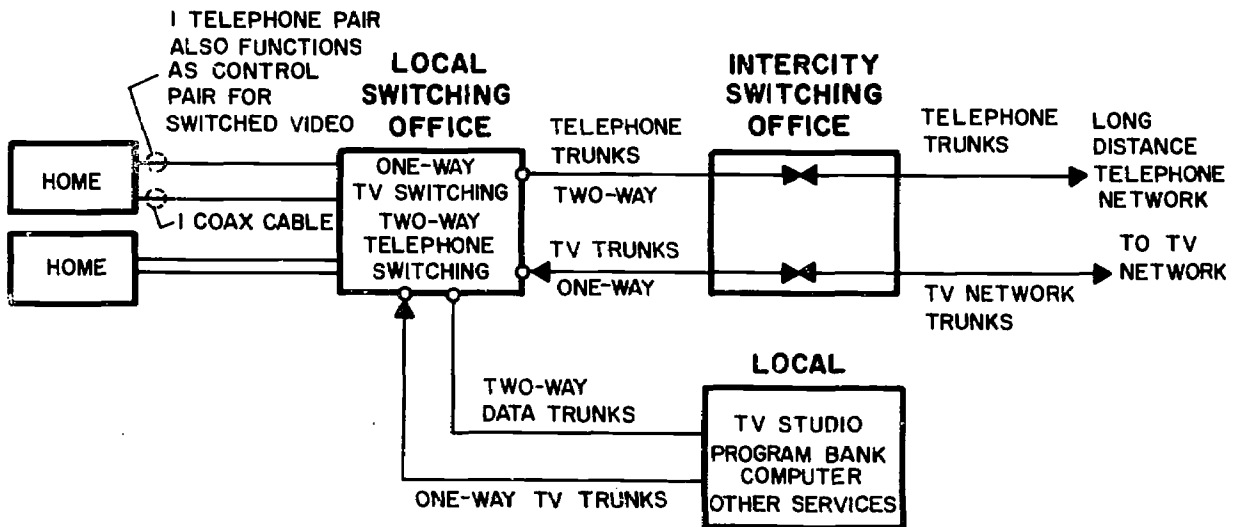 1 TELEPHONE PAIR
ALSO FUNCTIONS
AS CONTROL
PAIR FOR
SWITCHED VIDEO
HOME
1 COAX CABLE
HOME
LOCAL
SWITCHING
OFFICE
ONE-WAY
TV SWITCHING
TWO-WAY
TELEPHONE
SWITCHING
TELEPHONE
TRUNKS
TWO-WAY
TV TRUNKS
ONE-WAY
INTERCITY
SWITCHING
OFFICE
TELEPHONE
TRUNKS
LONG
DISTANCE
TELEPHONE
NETWORK
TO TV
NETWORK
TV NETWORK
TRUNKS
TWO-WAY
DATA TRUNKS
ONE-WAY TV TRUNKS
LOCAL
TV STUDIO
PROGRAM BANK
COMPUTER
OTHER SERVICES